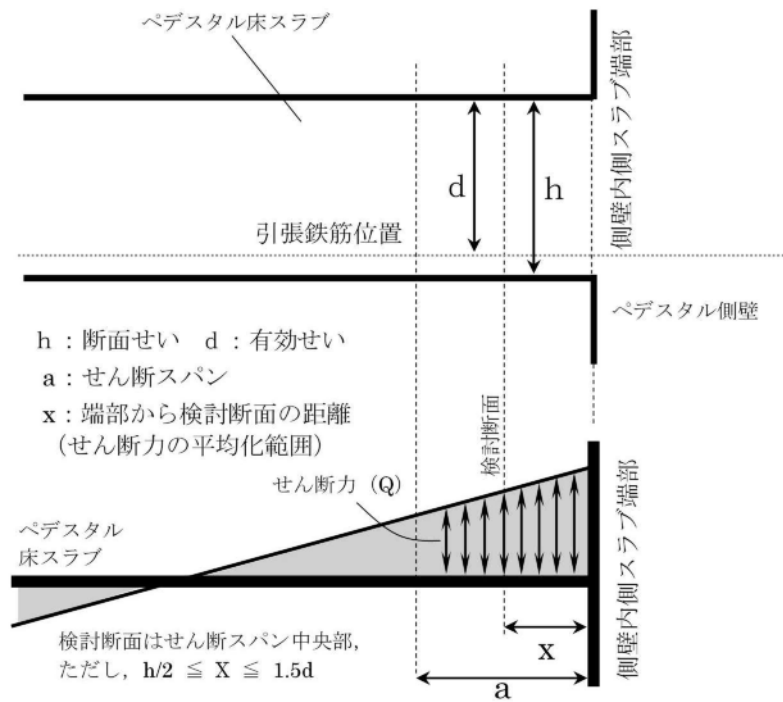 ペデスタル床スラブ
側壁内側スラブ端部
d
h
引張鉄筋位置
ペデスタル側壁
h：断面せい　d：有効せい
a：せん断スパン
x：端部から検討断面の距離
（せん断力の平均化範囲）
検討断面
せん断力（Q）
ペデスタル
床スラブ
側壁内側スラブ端部
検討断面はせん断スパン中央部，
ただし，h/2 ≦ X ≦ 1.5d
x
a